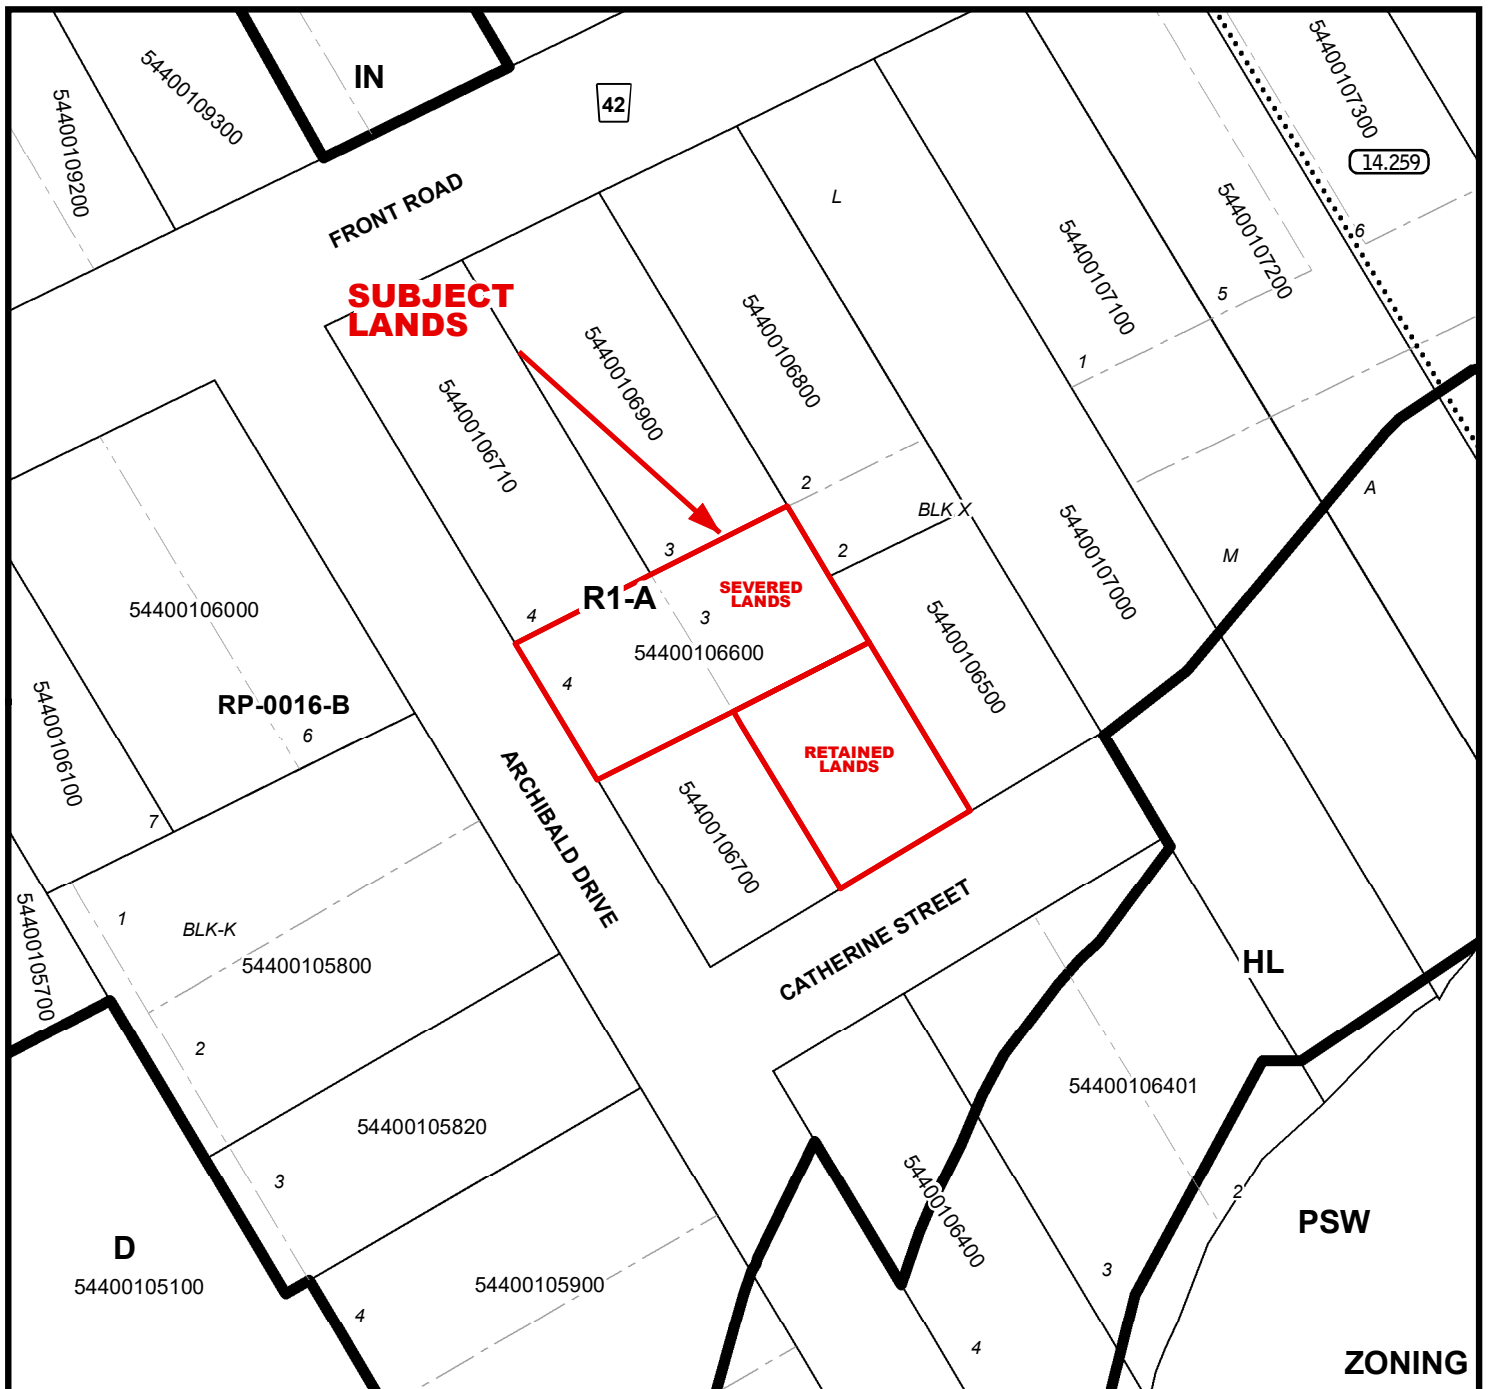 IN
42
54400109200
54400109300
54400107300
14.259
FRONT ROAD
L
54400107100
54400107200
6
5
1
SUBJECT
LANDS
54400106710
54400106900
54400106800
2
BLK X
2
3
54400107000
A
M
R1-A
SEVERED
LANDS
3
4
54400106600
4
54400106500
54400106000
RP-0016-B
6
54400106100
7
RETAINED
LANDS
54400106700
ARCHIBALD DRIVE
CATHERINE STREET
54400105700
1
BLK-K
54400105800
2
HL
54400106401
54400105820
3
54400106400
2
PSW
D
54400105100
54400105900
4
3
4
ZONING